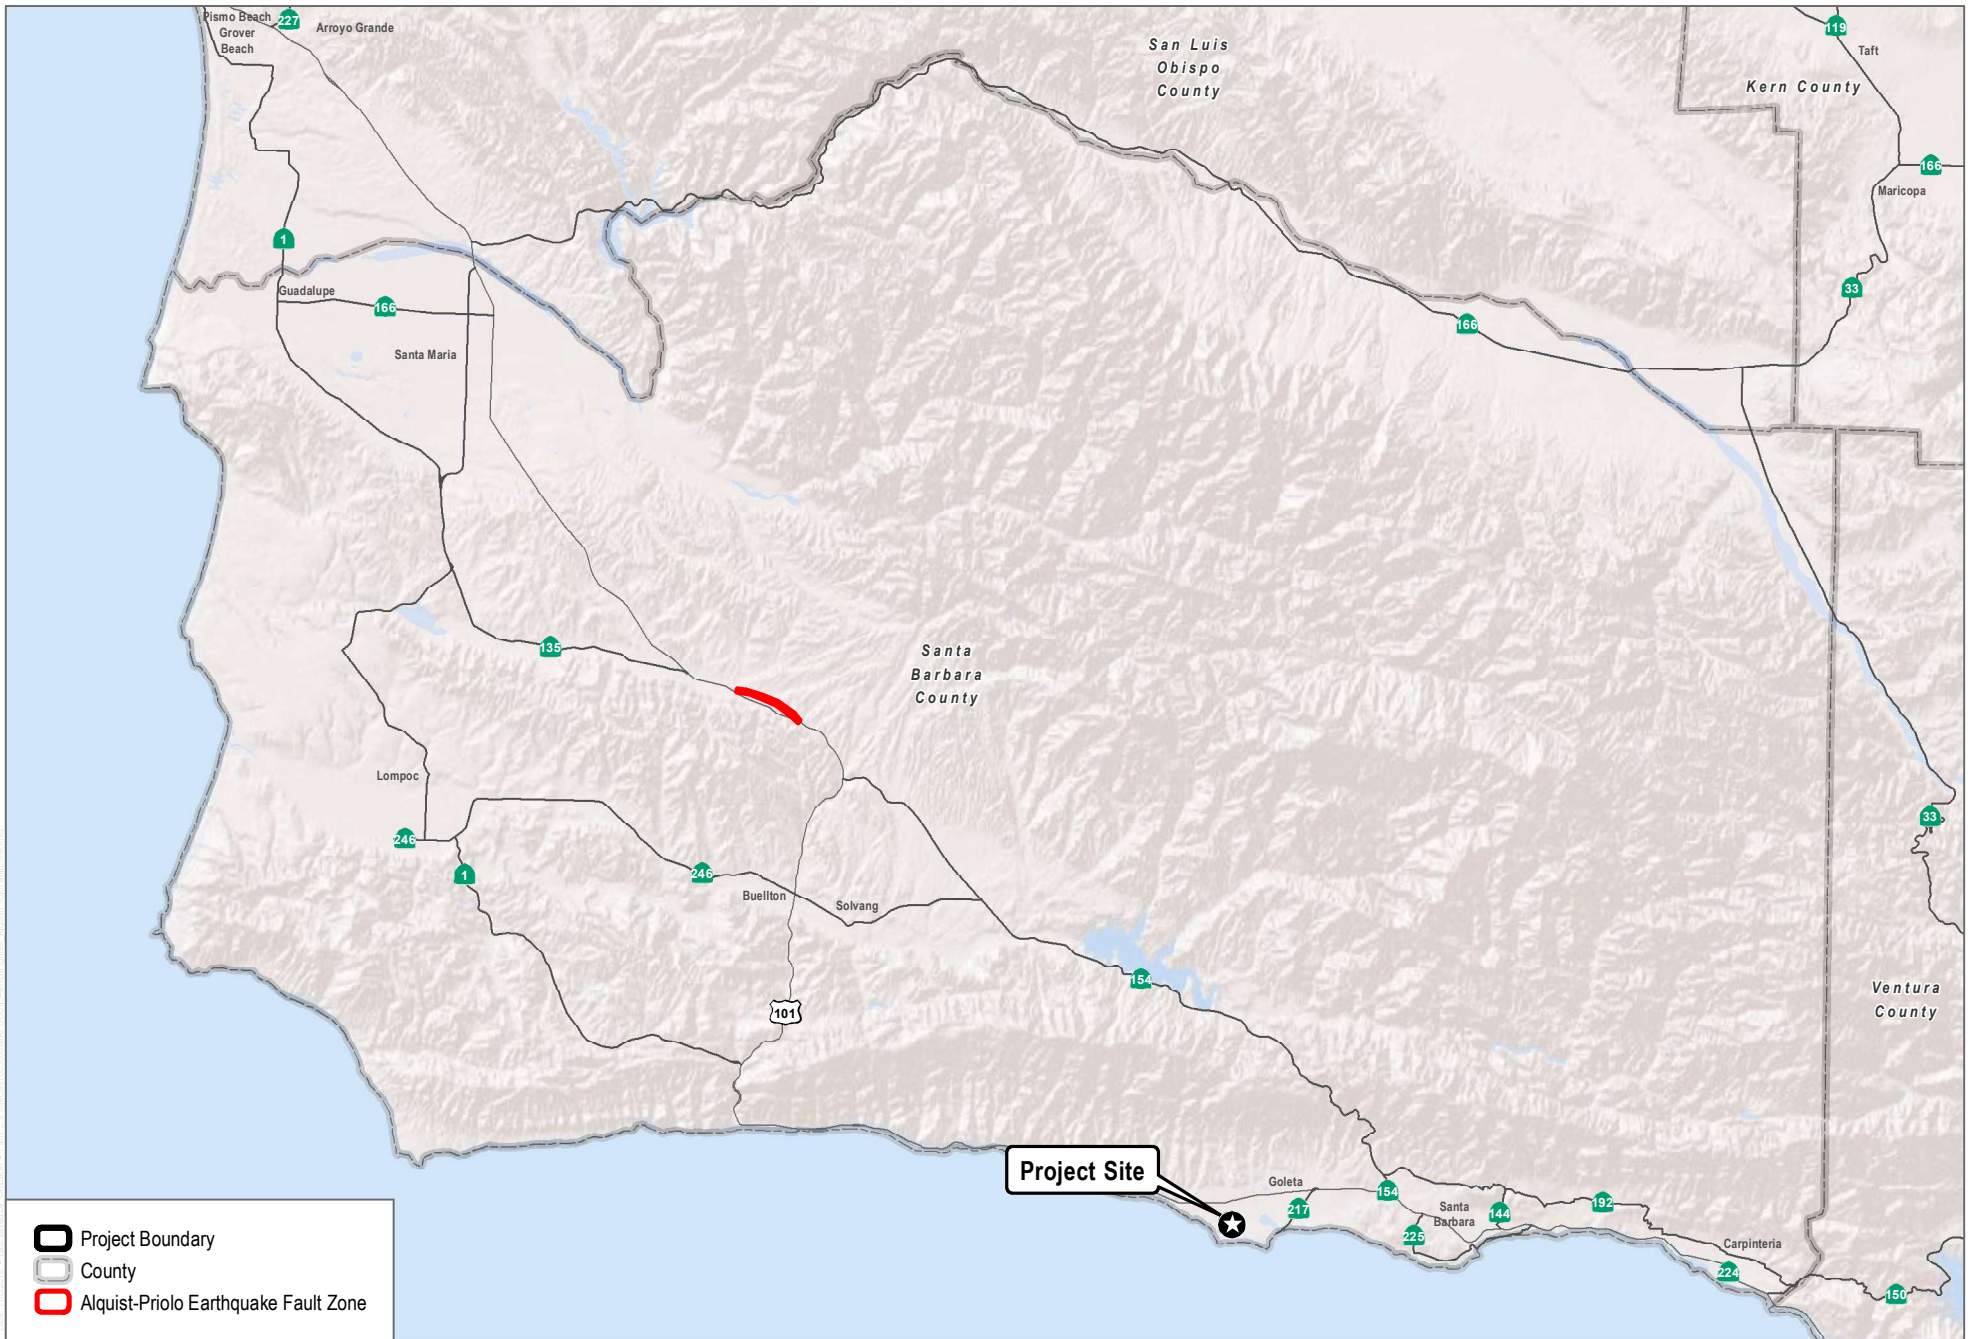 Pismo Beach
Grover
Beach
227
Arroyo Grande
San Luis
Obispo
County
119
Taft
Kern County
166
Maricopa
1
33
Guadalupe
166
166
Santa Maria
135
Santa
Barbara
County
Lompoc
246
1
246
Buellton
Solvang
33
154
101
Ventura
County
Project Site
Goleta
154
217
Santa
Barbara
144
192
225
Carpinteria
224
150
Project Boundary
County
Alquist-Priolo Earthquake Fault Zone